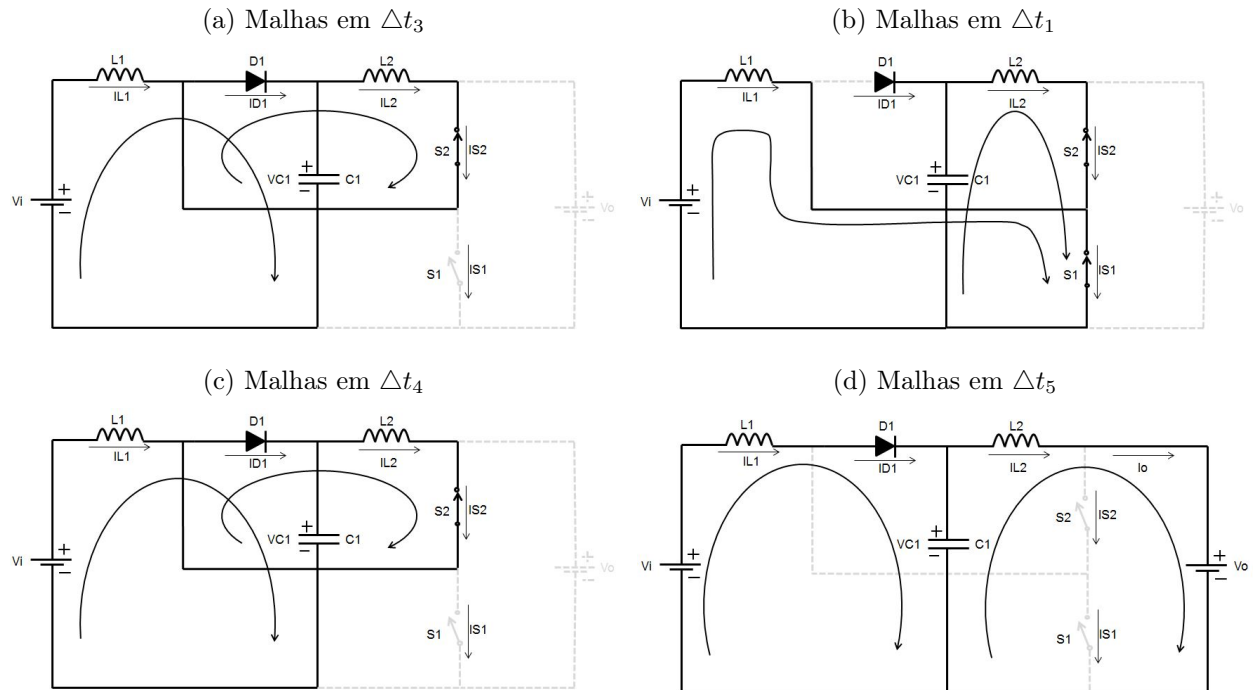 (a) Malhas em △t₃
L1
D1
L2
IL1
ID1
IL2
S2
IS2
Vi
+
−
VC1
+
−
C1
+
−
Vo
S1
IS1
(b) Malhas em △t₁
L1
D1
L2
IL1
ID1
IL2
S2
IS2
Vi
+
−
VC1
+
−
C1
+
−
Vo
S1
IS1
(c) Malhas em △t₄
L1
D1
L2
IL1
ID1
IL2
S2
IS2
Vi
+
−
VC1
+
−
C1
+
−
Vo
S1
IS1
(d) Malhas em △t₅
L1
D1
L2
IL1
ID1
IL2
Io
S2
IS2
Vi
+
−
VC1
+
−
C1
+
−
Vo
S1
IS1